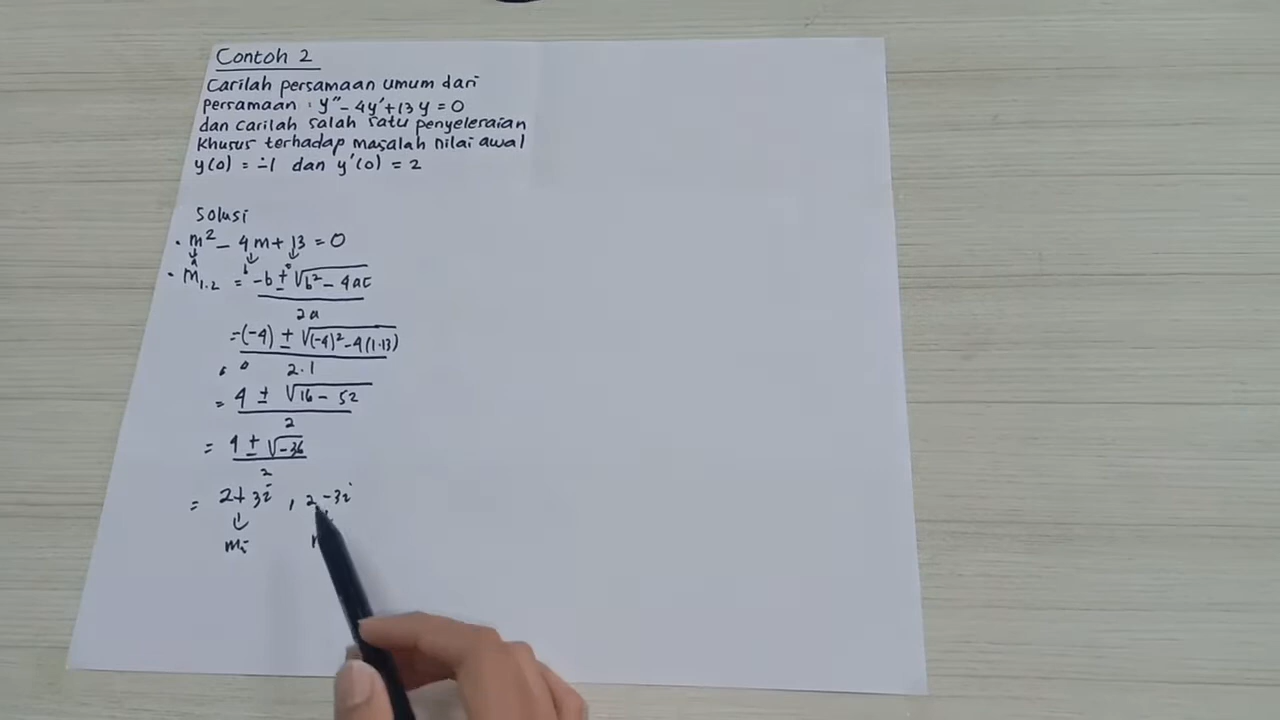 Contoh 2
Carilah persamaan umum dari
persamaan : y'' - 4y' + 13y = 0
dan carilah salah satu penyeleraian
Khusus terhadap masalah nilai awal
y(0) = -1 dan y'(0) = 2
Solusi
• m² - 4m + 13 = 0
a b c
• m1.2 = -b ± √b² - 4ac
2a
= (-4) ± √(-4)² - 4(1·13)
2·1
= 4 ± √16 - 52
2
= 4 ± √-36
2
= 2+3i , 2-3i